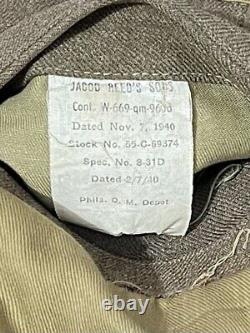 JACOB REED'S SONS
Cont. W-669-qm-9600
Dated Nov. 7, 1940
Stock No. 55-C-69374
Spec. No. 8-31D
Dated 2/7/40
Phila. Q. M. Depot